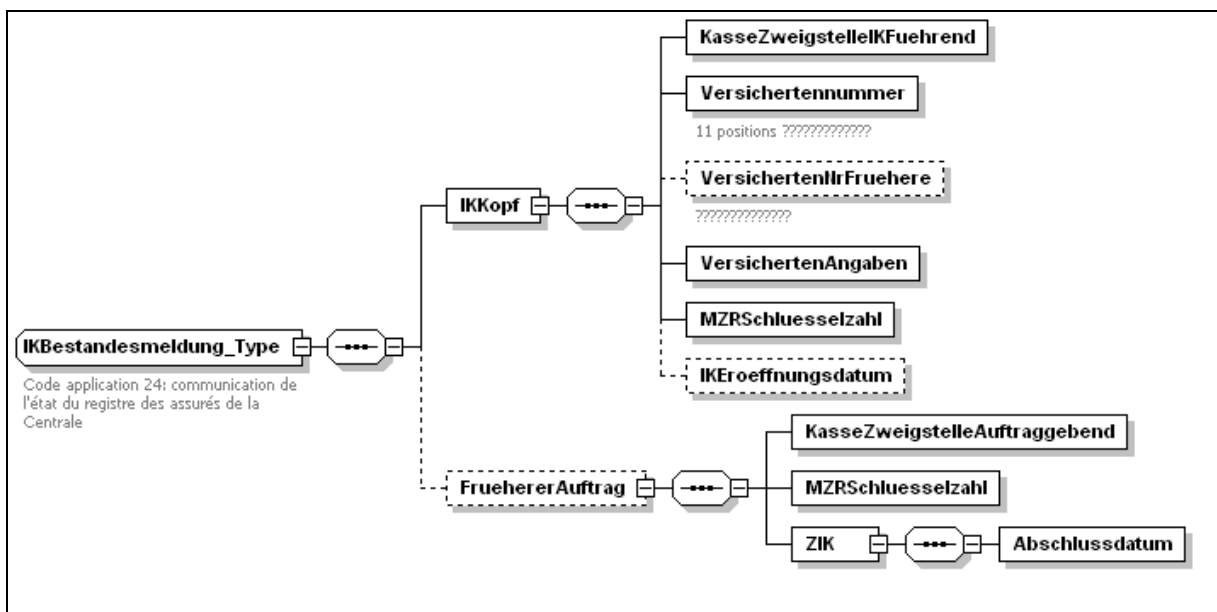 KasseZweigstelleIKFuehrend
Versichertennummer
11 positions ?????????????
VersichertenNrFruehere
??????????????
IKKopf
VersichertenAngaben
MZRSchluesselzahl
IKBestandesmeldung_Type
IKEroeffnungsdatum
Code application 24: communication de
l'état du registre des assurés de la
Centrale
KasseZweigstelleAuftraggebend
FruehererAuftrag
MZRSchluesselzahl
ZIK
Abschlussdatum